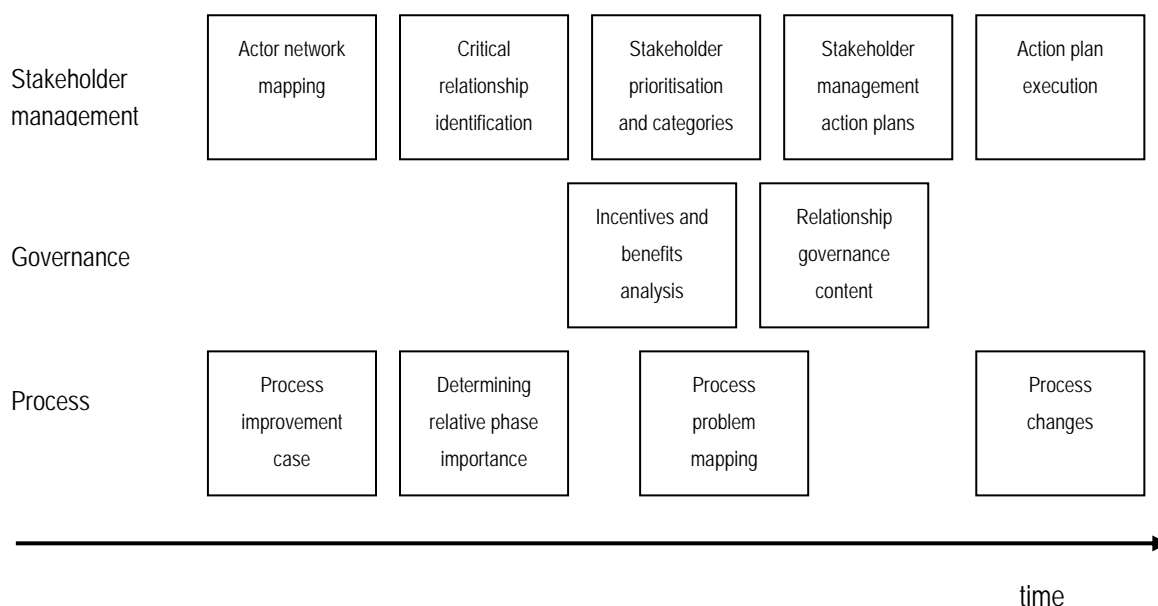 Stakeholder
management
Actor network
mapping
Critical
relationship
identification
Stakeholder
prioritisation
and categories
Stakeholder
management
action plans
Action plan
execution
Governance
Incentives and
benefits
analysis
Relationship
governance
content
Process
Process
improvement
case
Determining
relative phase
importance
Process
problem
mapping
Process
changes
time